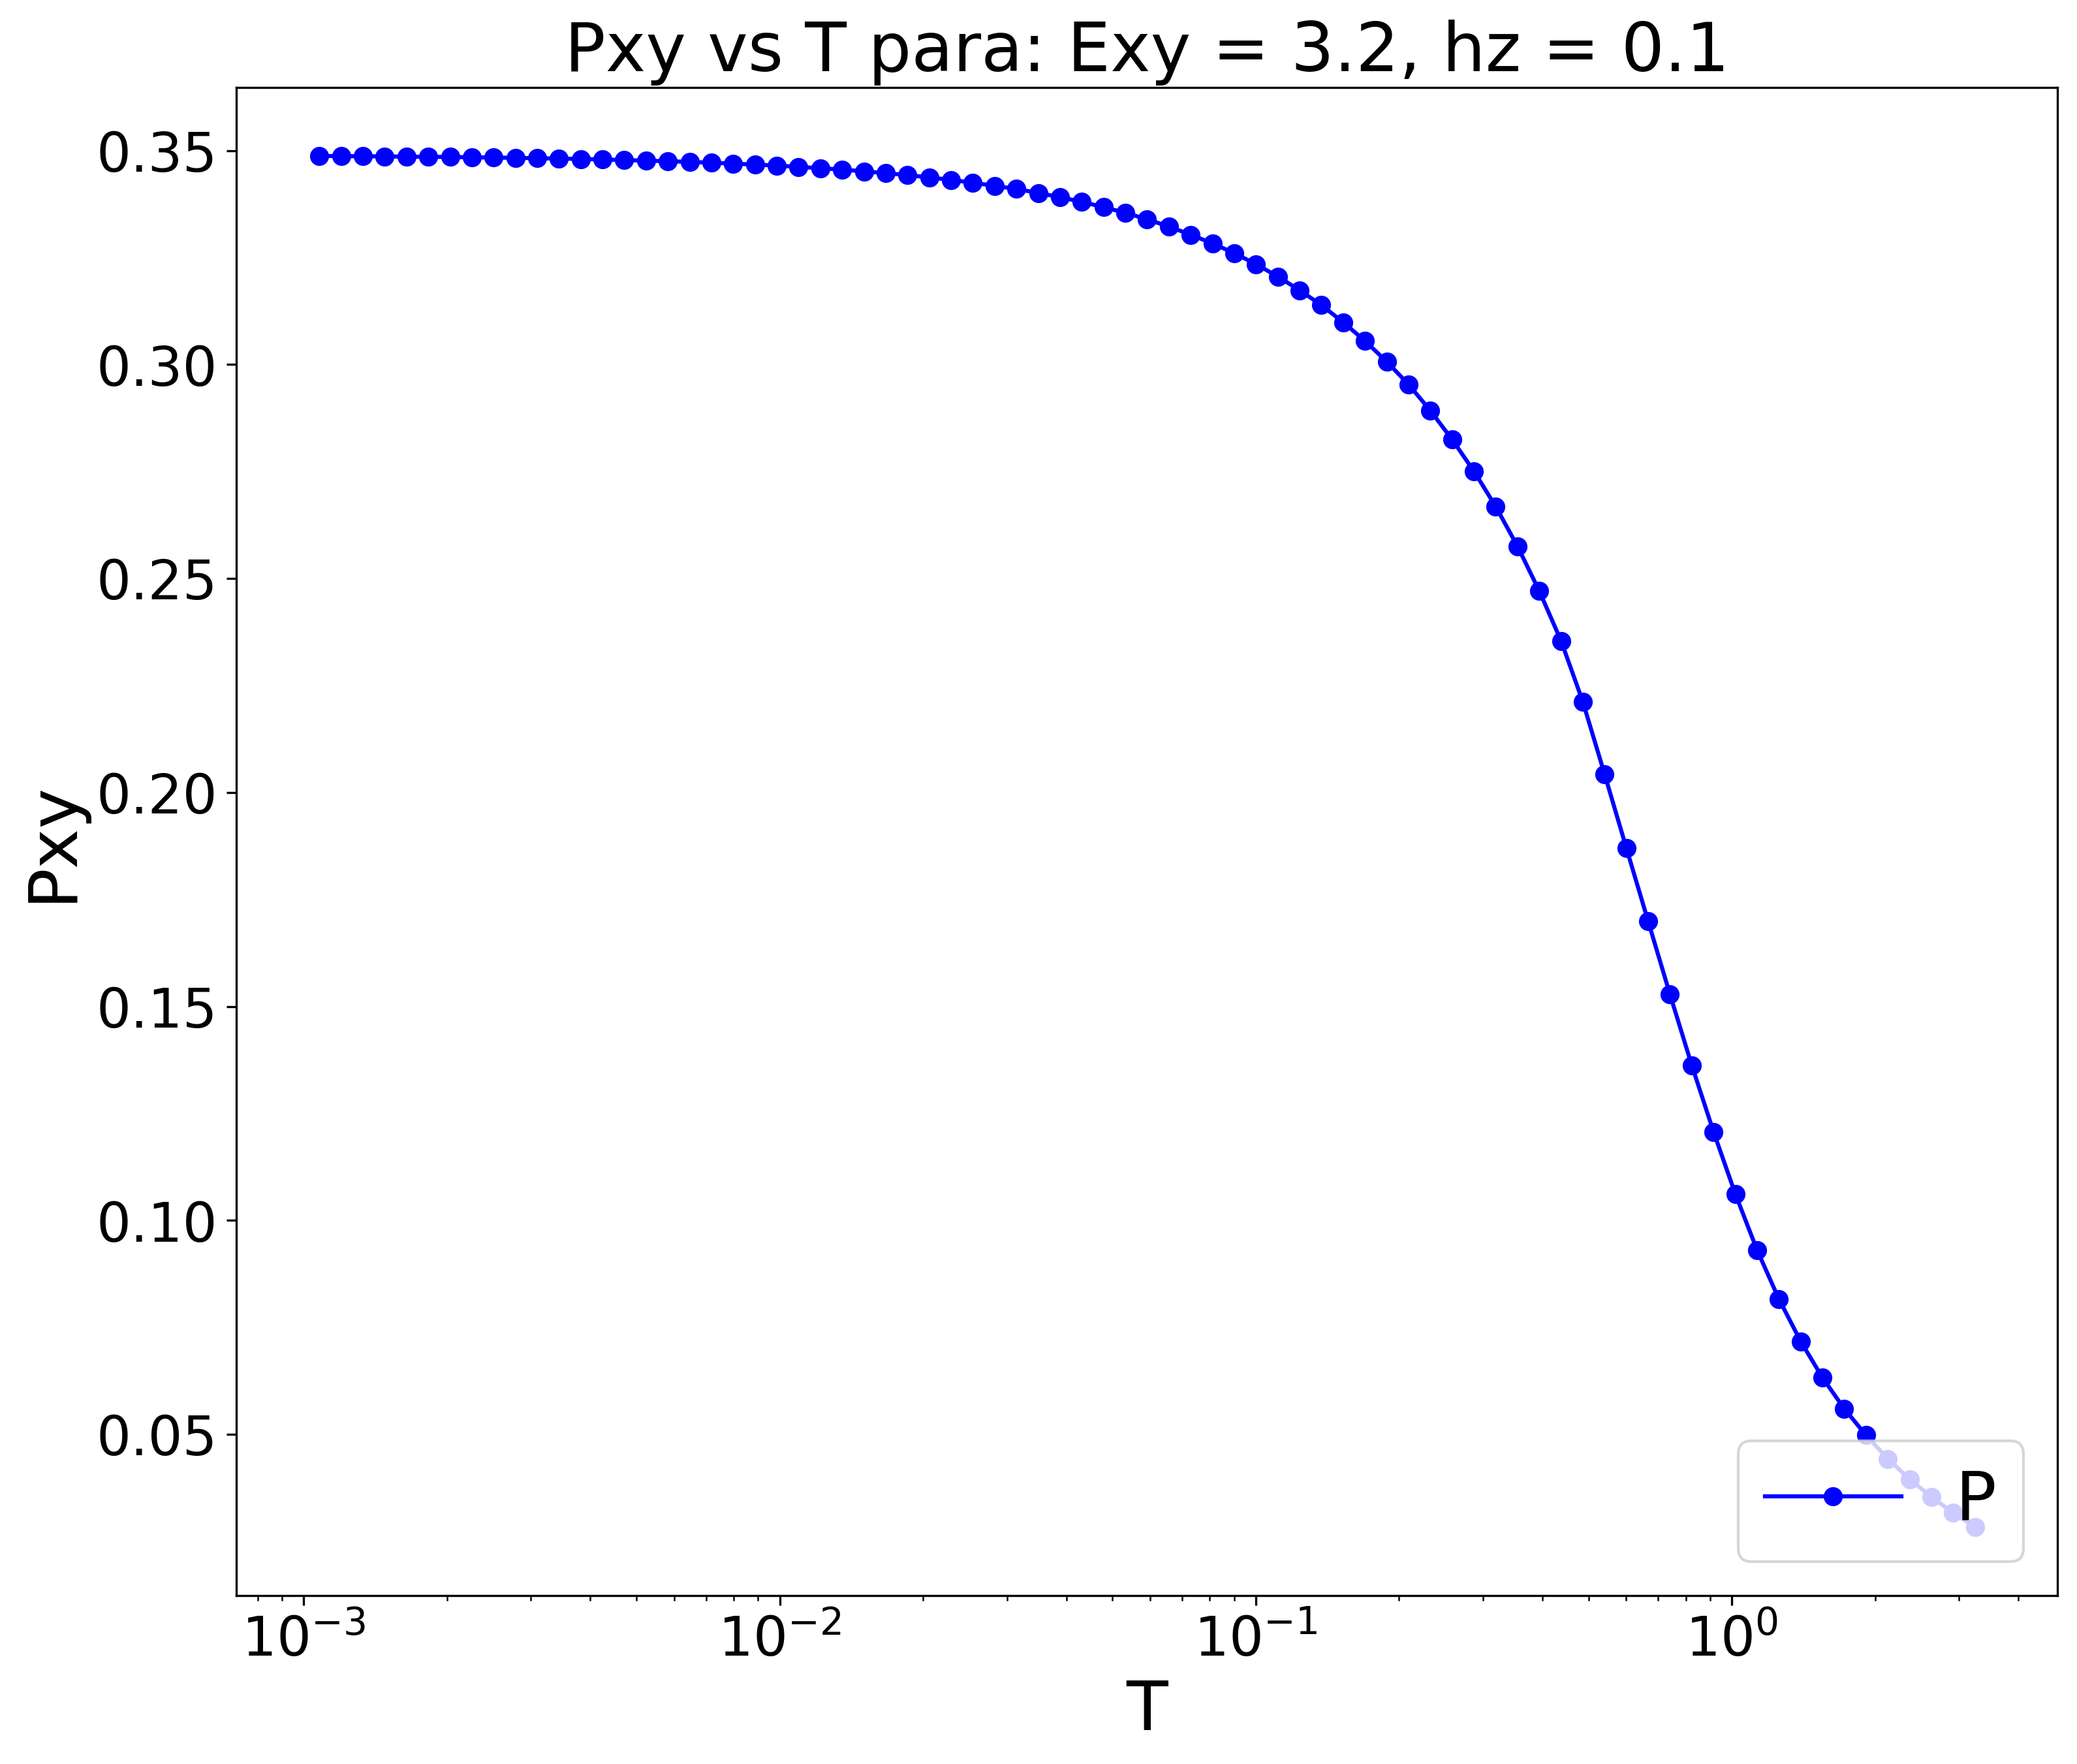 Pxy vs T para: Exy = 3.2, hz = 0.1
0.35
0.30
0.25
0.20
0.15
0.10
0.05
Pxy
P
10⁻³ 10⁻² 10⁻¹ 10⁰
T